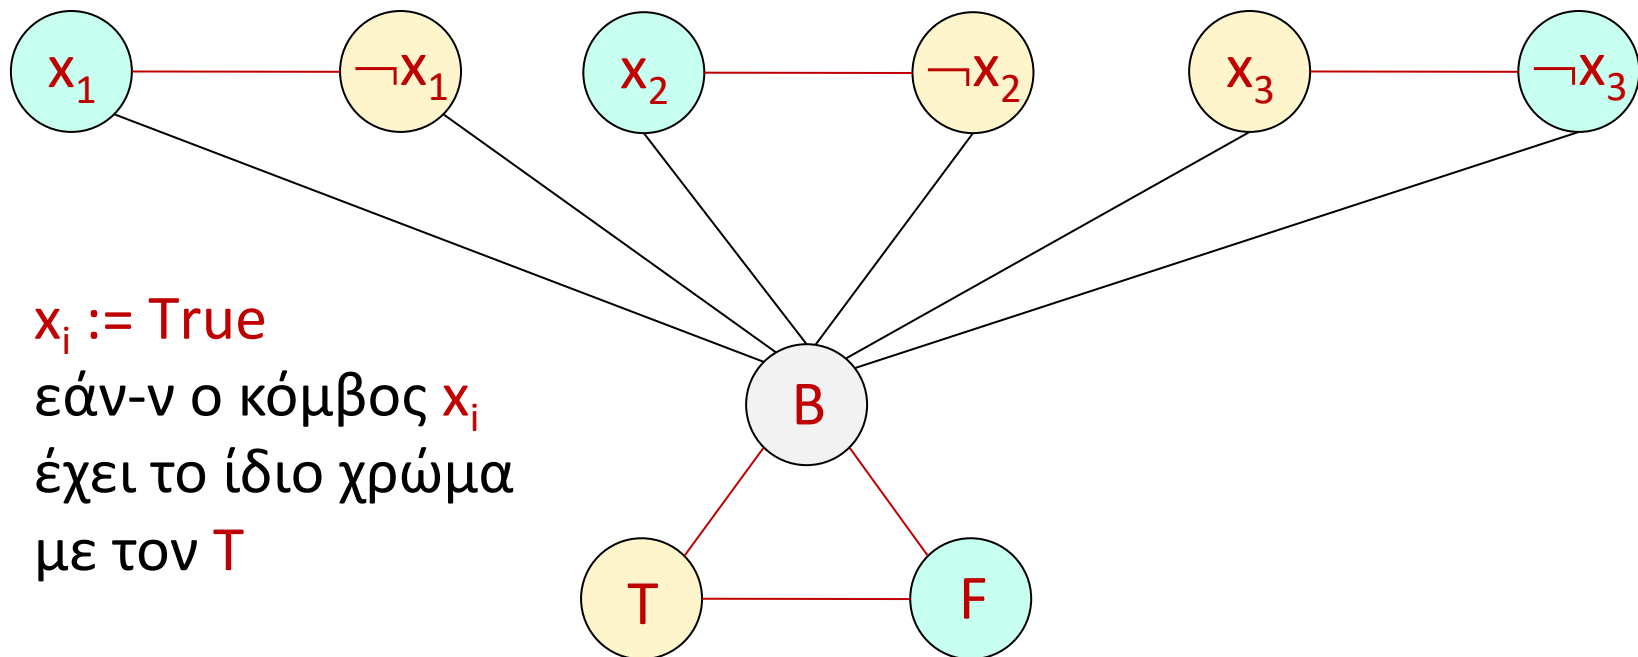 x₁ ¬x₁ x₂ ¬x₂ x₃ ¬x₃
xᵢ := True
εάν-ν ο κόμβος xᵢ
έχει το ίδιο χρώμα
με τον T
B
T F